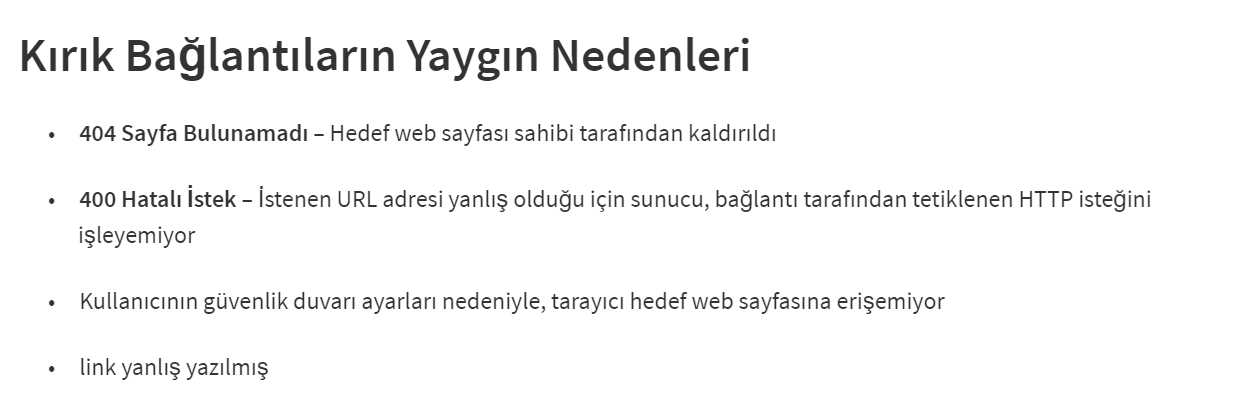 Kırık Bağlantıların Yaygın Nedenleri
• 404 Sayfa Bulunamadı – Hedef web sayfası sahibi tarafından kaldırıldı
• 400 Hatalı İstek – İstenen URL adresi yanlış olduğu için sunucu, bağlantı tarafından tetiklenen HTTP isteğini
işleyemiyor
• Kullanıcının güvenlik duvarı ayarları nedeniyle, tarayıcı hedef web sayfasına erişemiyor
• link yanlış yazılmış